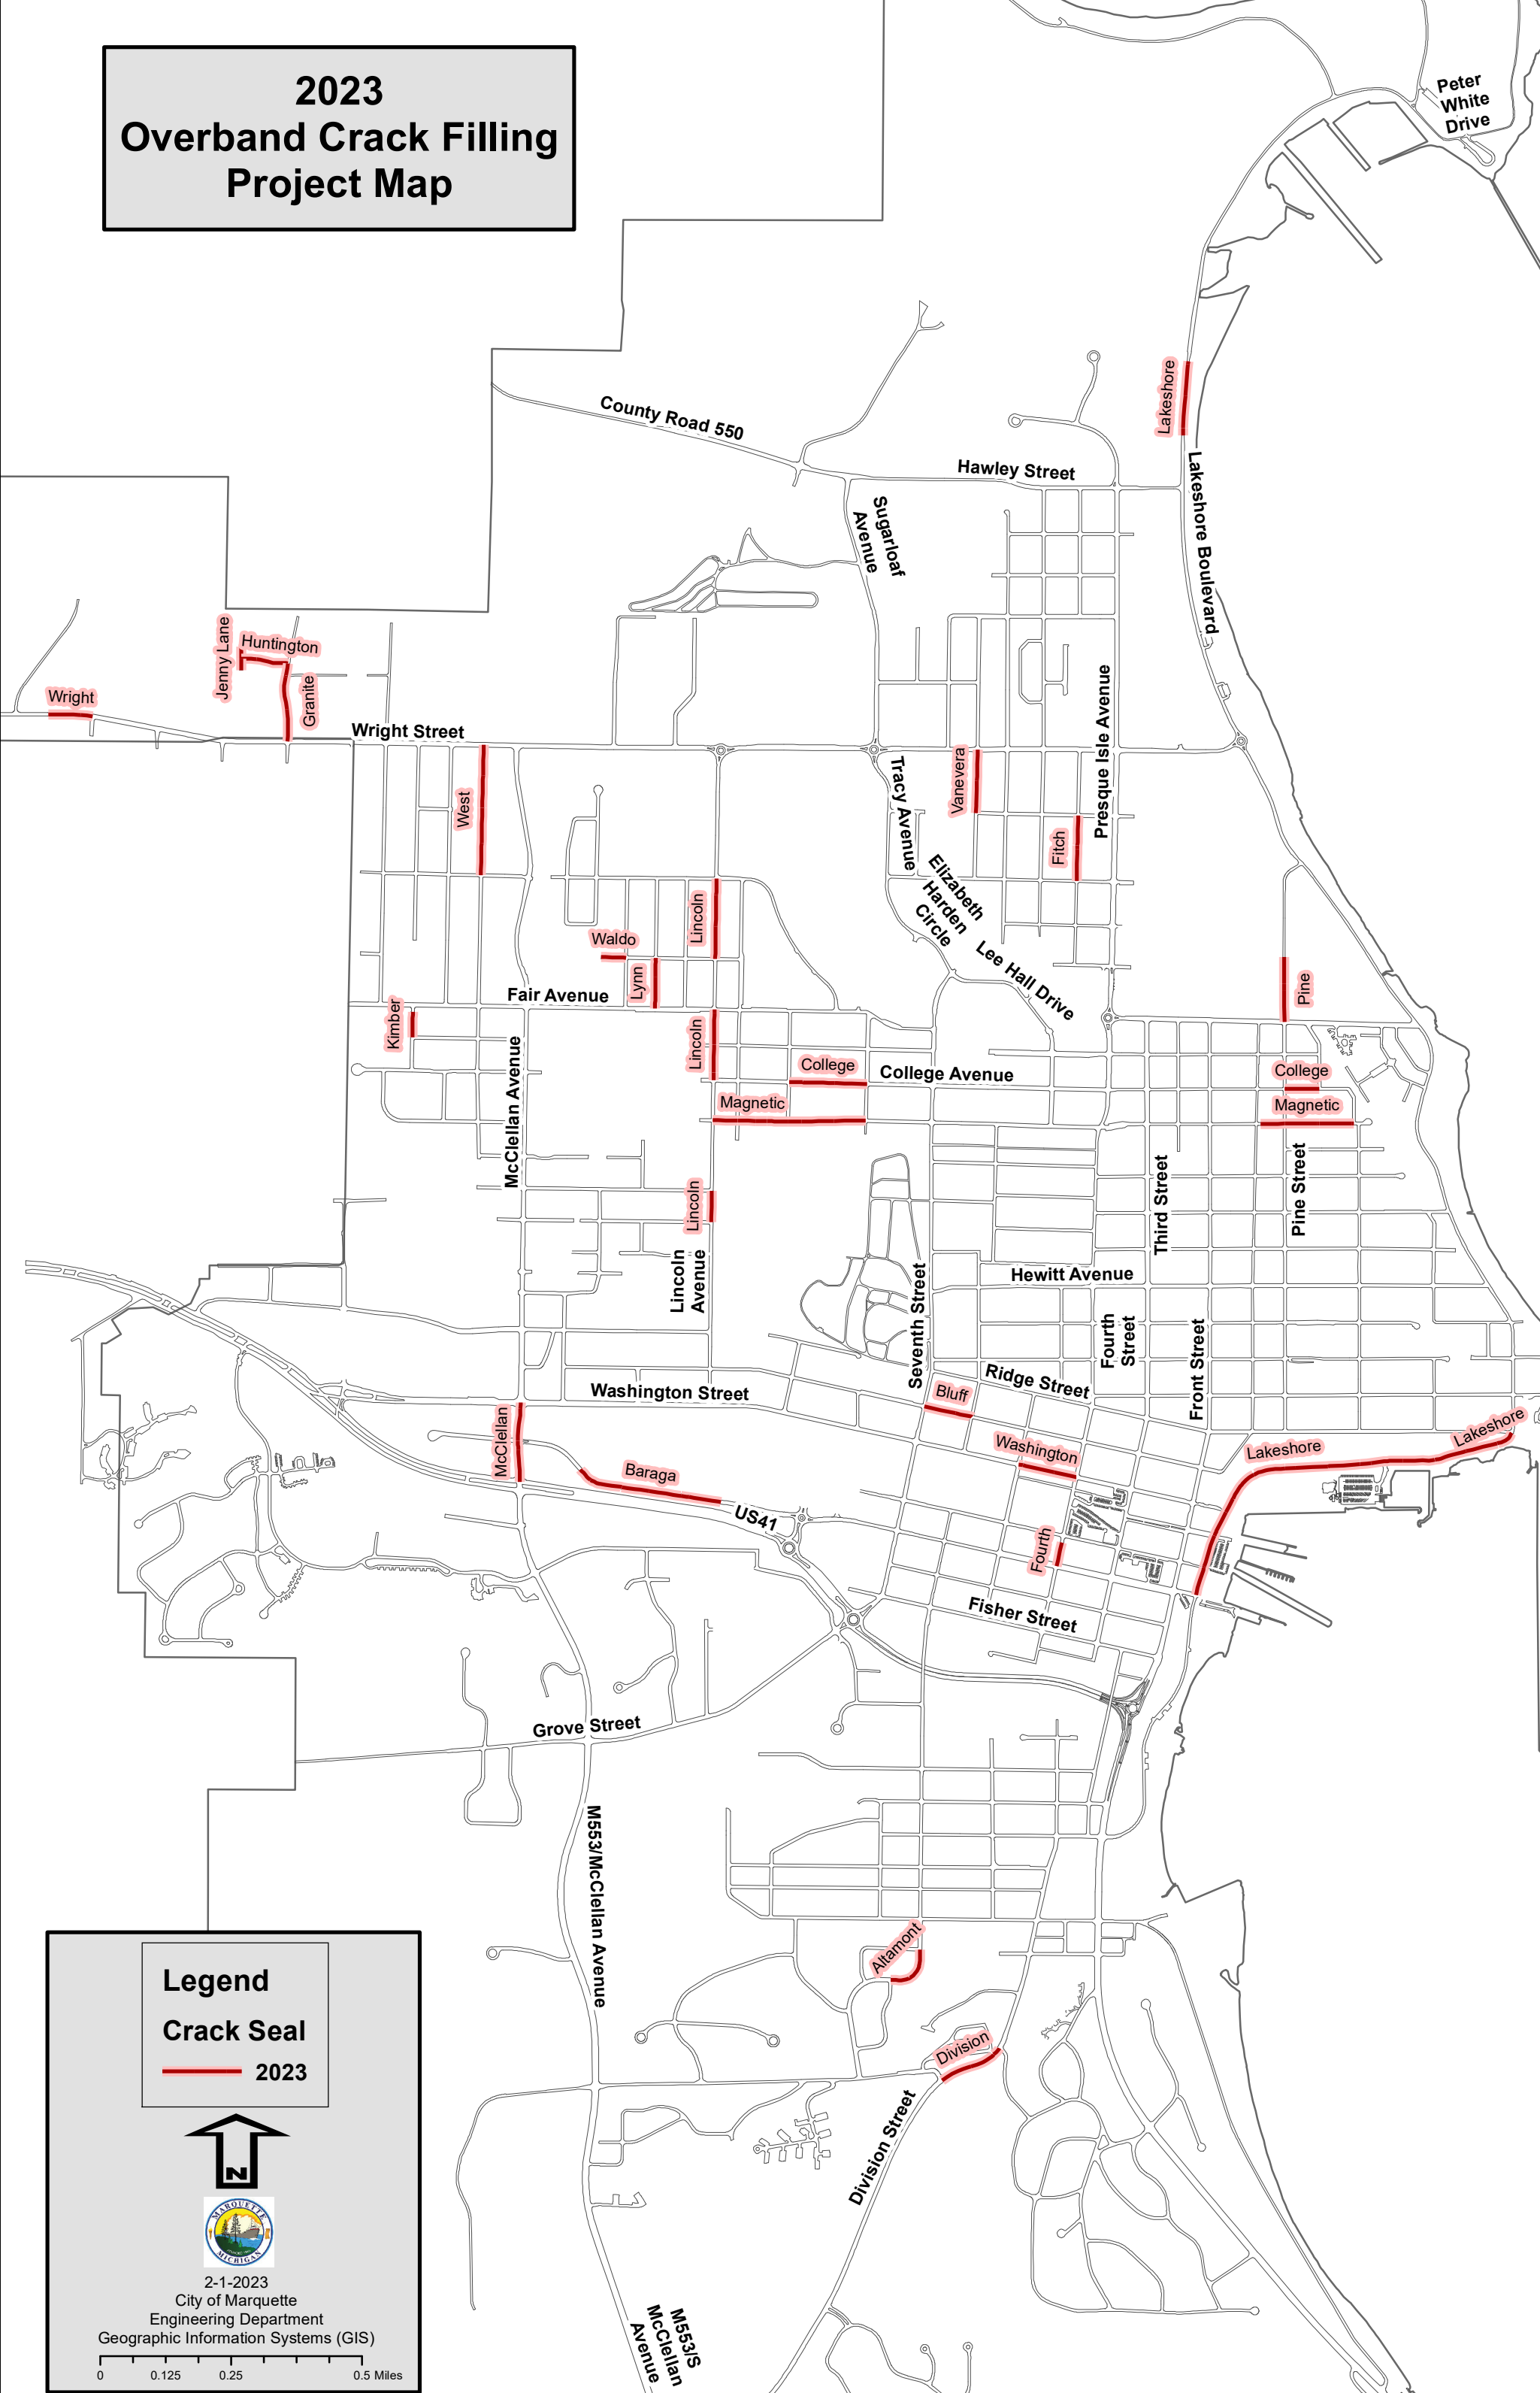 2023
Overband Crack Filling
Project Map
Peter
White
Drive
County Road 550
Hawley Street
Lakeshore
Lakeshore Boulevard
Sugarloaf
Avenue
Jenny Lane
Huntington
Granite
Wright
Wright Street
West
Vanevera
Fitch
Presque Isle Avenue
Tracy Avenue
Elizabeth
Harden
Circle
Lee Hall Drive
Lincoln
Waldo
Lynn
Fair Avenue
Kimber
Pine
Lincoln
College
College Avenue
College
Magnetic
Magnetic
McClellan Avenue
Lincoln
Lincoln
Avenue
Third Street
Pine Street
Hewitt Avenue
Seventh Street
Fourth
Street
Front Street
Ridge Street
Washington Street
Bluff
McClellan
Baraga
US41
Washington
Lakeshore
Lakeshore
Fourth
Fisher Street
Grove Street
M553/McClellan Avenue
Altamont
Division
Division Street
M553/S
McClellan
Avenue
Legend
Crack Seal
2023
N
MARQUETTE
MICHIGAN
2-1-2023
City of Marquette
Engineering Department
Geographic Information Systems (GIS)
0 0.125 0.25 0.5 Miles